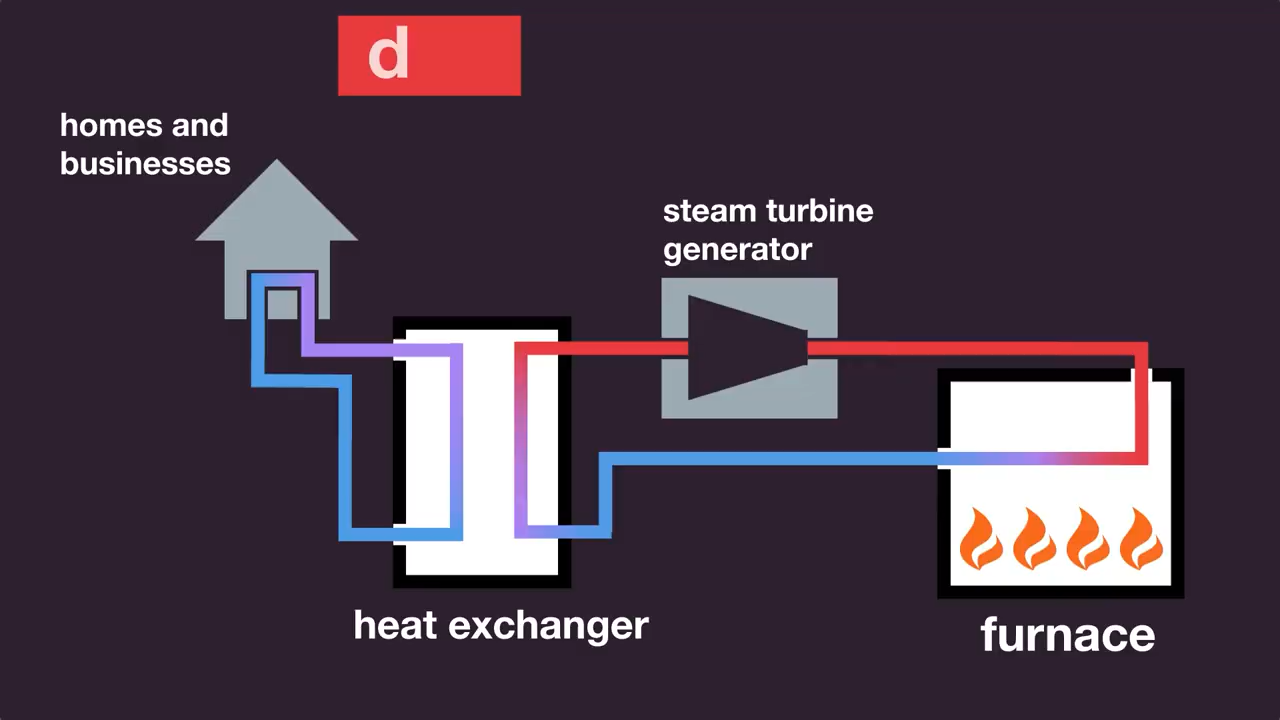 d
homes and
businesses
steam turbine
generator
heat exchanger
furnace